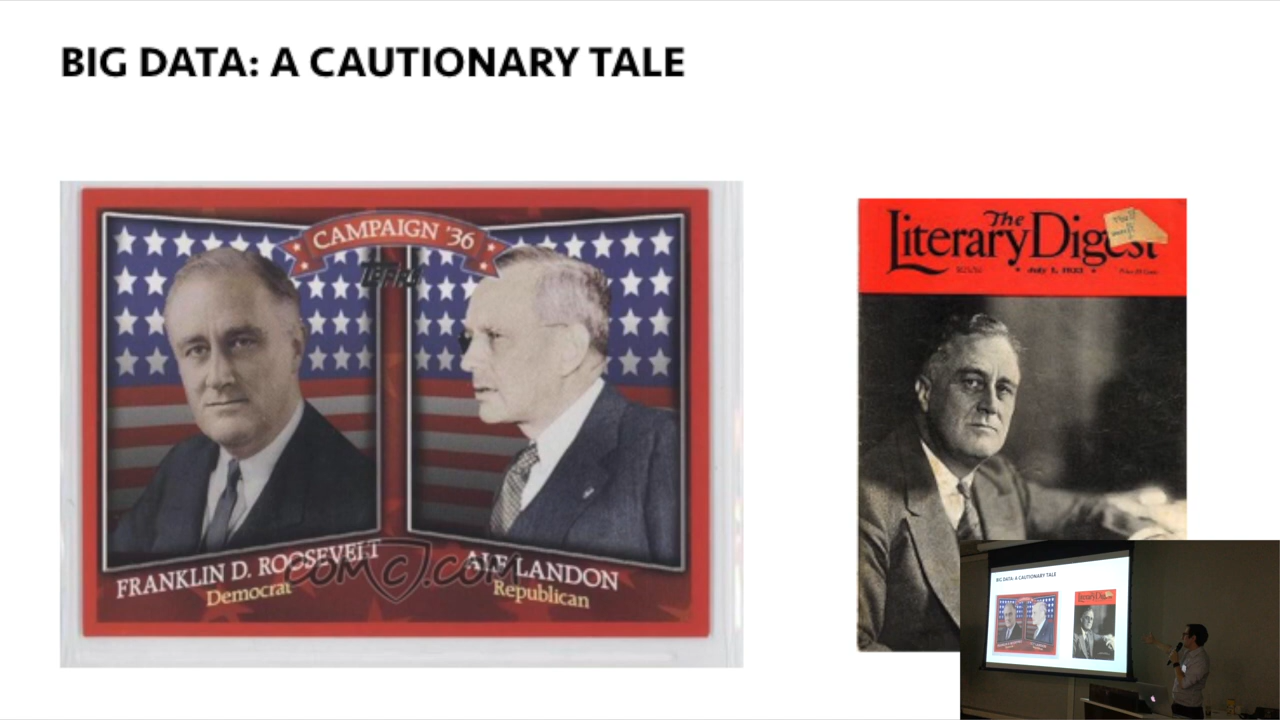 BIG DATA: A CAUTIONARY TALE
CAMPAIGN '36
TOPPS
FRANKLIN D. ROOSEVELT
Democrat
ALF LANDON
Republican
COMC.com
The
Literary Digest
July 1, 1933
BIG DATA: A CAUTIONARY TALE